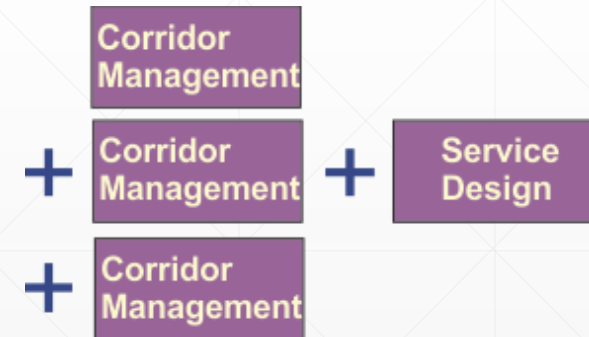 Corridor
Management
+ Corridor
Management
+ Service
Design
+ Corridor
Management